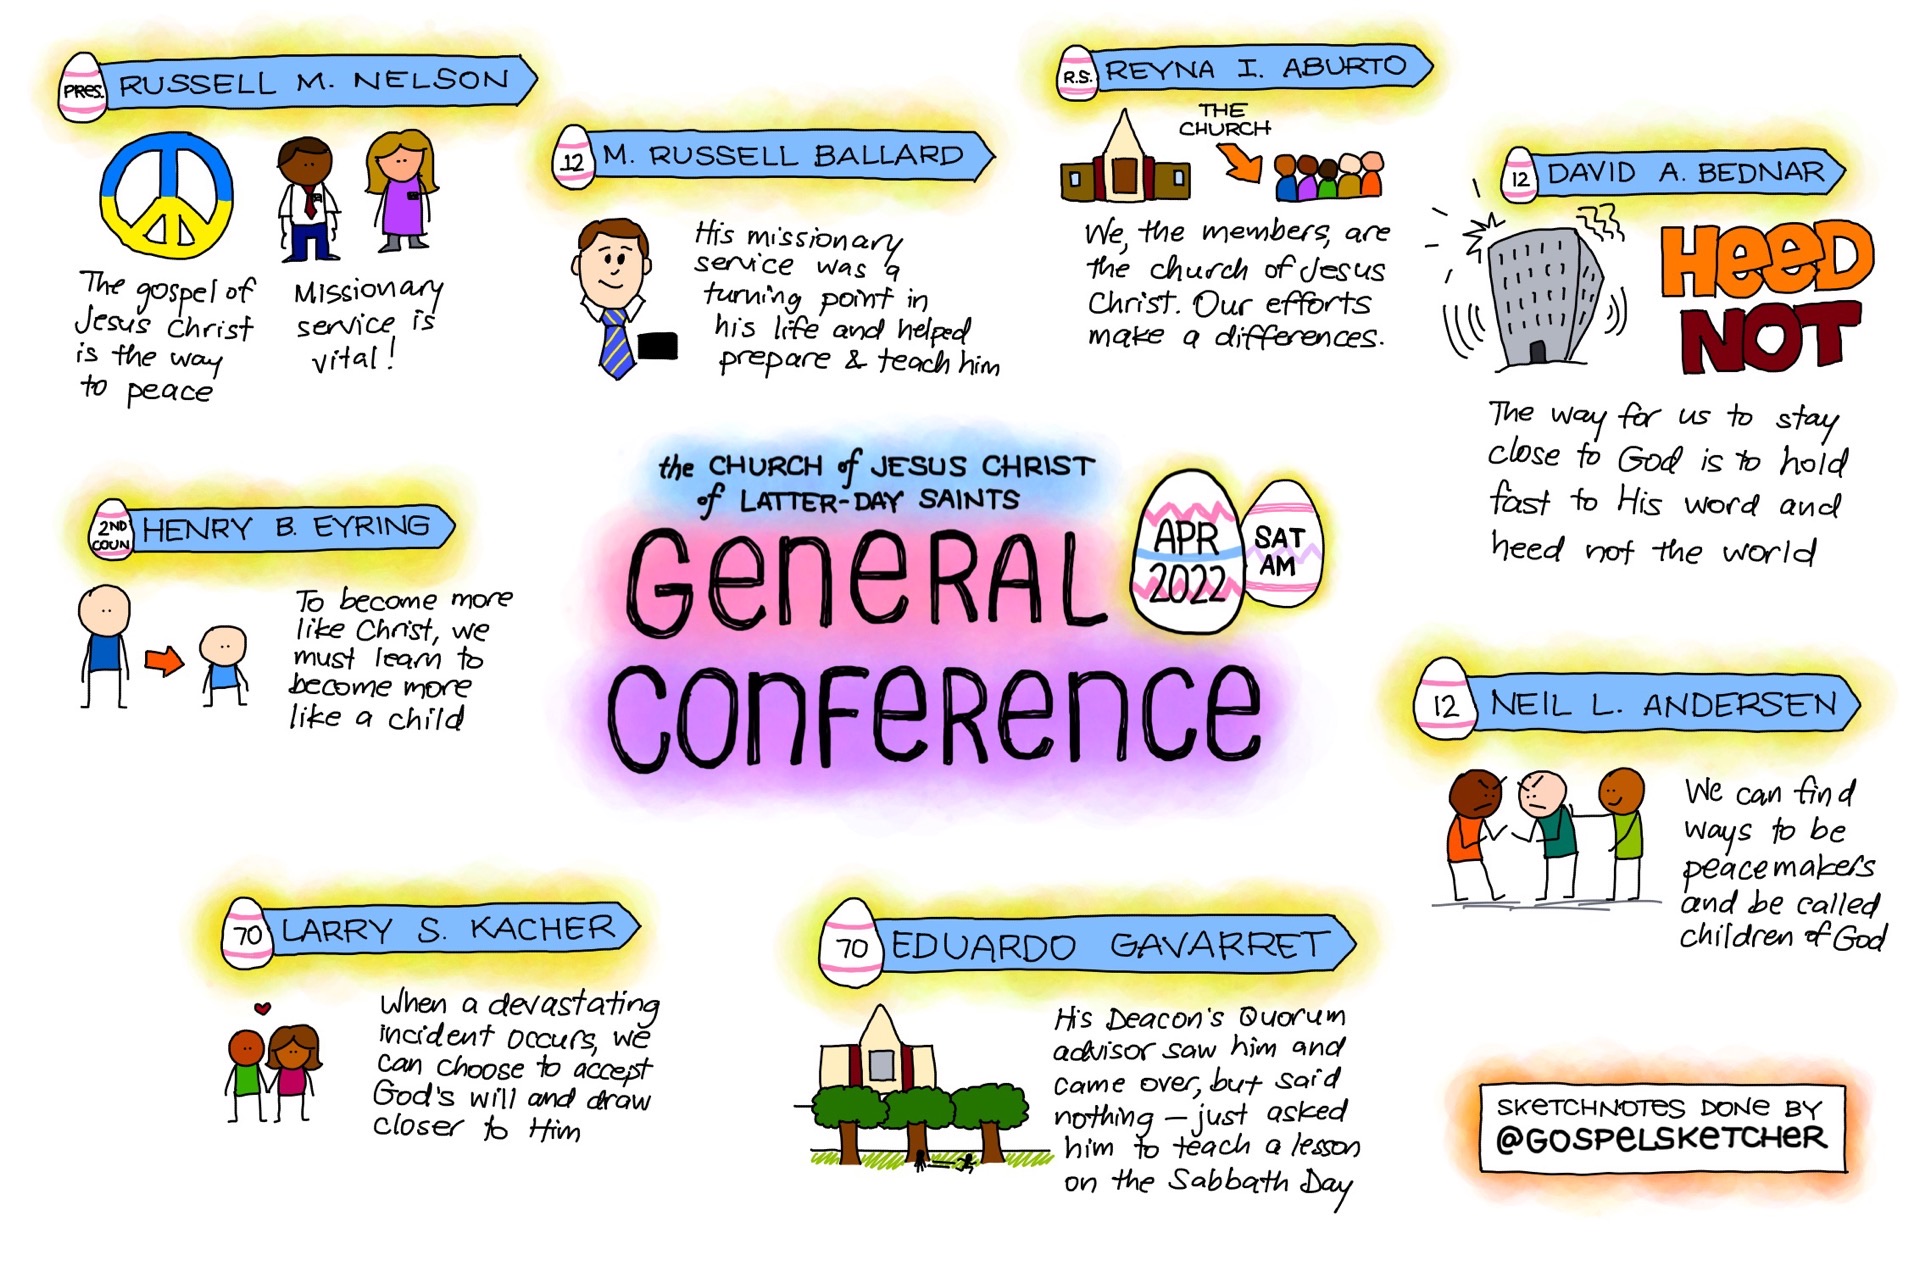 PRES. RUSSELL M. NELSON
The gospel of
Jesus Christ
is the way
to peace
Missionary
service is
vital!
12 M. RUSSELL BALLARD
His missionary
service was a
turning point in
his life and helped
prepare & teach him
R.S. REYNA I. ABURTO
THE
CHURCH
We, the members, are
the church of Jesus
Christ. Our efforts
make a differences.
12 DAVID A. BEDNAR
HEED
NOT
The way for us to stay
close to God is to hold
fast to His word and
heed not the world
the CHURCH of JESUS CHRIST
of LATTER-DAY SAINTS
GENERAL
CONFERENCE
APR
2022
SAT
AM
2ND
COUN
HENRY B. EYRING
To become more
like Christ, we
must learn to
become more
like a child
12 NEIL L. ANDERSEN
We can find
ways to be
peacemakers
and be called
children of God
70 LARRY S. KACHER
When a devastating
incident occurs, we
can choose to accept
God's will and draw
closer to Him
70 EDUARDO GAVARRET
His Deacon's Quorum
advisor saw him and
came over, but said
nothing — just asked
him to teach a lesson
on the Sabbath Day
SKETCHNOTES DONE BY
@GOSPELSKETCHER